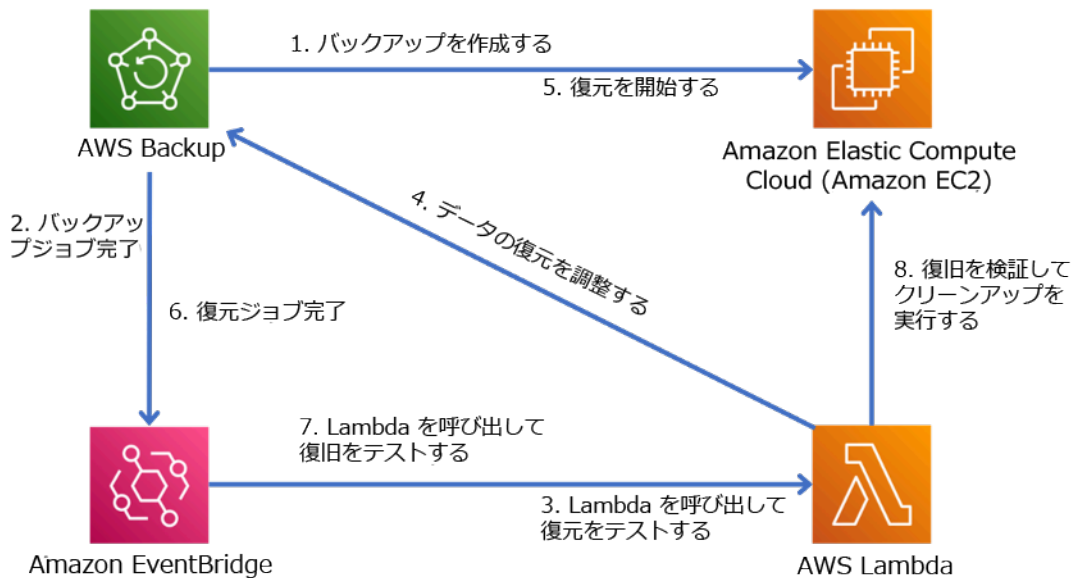 1. バックアップを作成する
5. 復元を開始する
AWS Backup
Amazon Elastic Compute
Cloud (Amazon EC2)
4. データの復元を調整する
2. バックアッ
プジョブ完了
8. 復旧を検証して
クリーンアップを
実行する
6. 復元ジョブ完了
7. Lambda を呼び出して
復旧をテストする
3. Lambda を呼び出して
復元をテストする
Amazon EventBridge
AWS Lambda